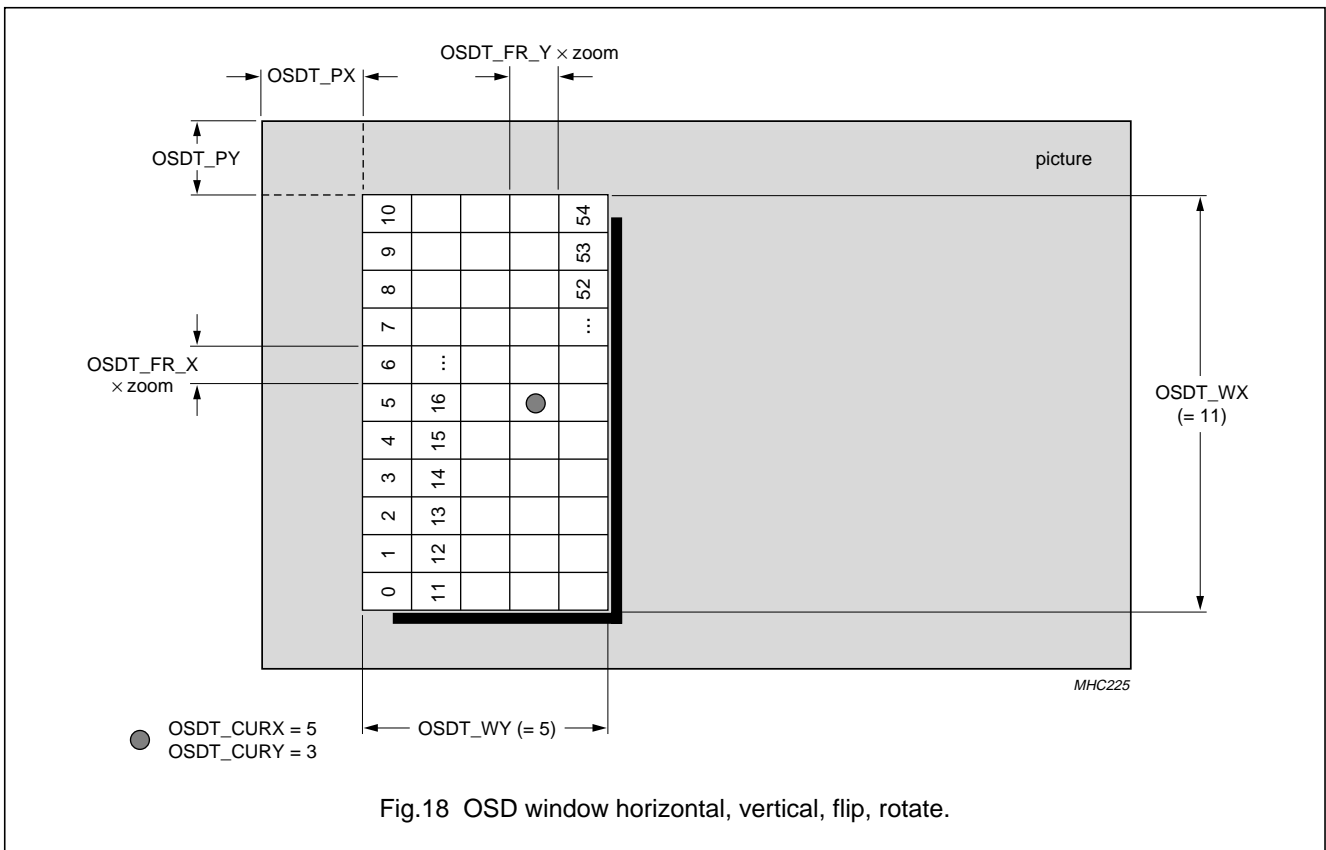 OSDT_FR_Y × zoom
OSDT_PX
OSDT_PY
picture
10
54
9
53
8
52
7
...
OSDT_FR_X
× zoom
6
...
5
16
OSDT_WX
(= 11)
4
15
3
14
2
13
1
12
0
11
MHC225
OSDT_CURX = 5
OSDT_CURY = 3
OSDT_WY (= 5)
Fig.18 OSD window horizontal, vertical, flip, rotate.